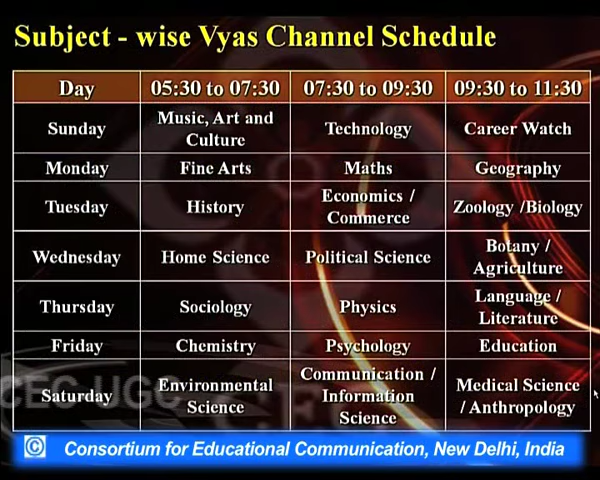 Subject - wise Vyas Channel Schedule
Day 05:30 to 07:30 07:30 to 09:30 09:30 to 11:30
Sunday Music, Art and Culture Technology Career Watch
Monday Fine Arts Maths Geography
Tuesday History Economics / Commerce Zoology /Biology
Wednesday Home Science Political Science Botany / Agriculture
Thursday Sociology Physics Language / Literature
Friday Chemistry Psychology Education
Saturday Environmental Science Communication / Information Science Medical Science / Anthropology
CEC-UGC
© Consortium for Educational Communication, New Delhi, India